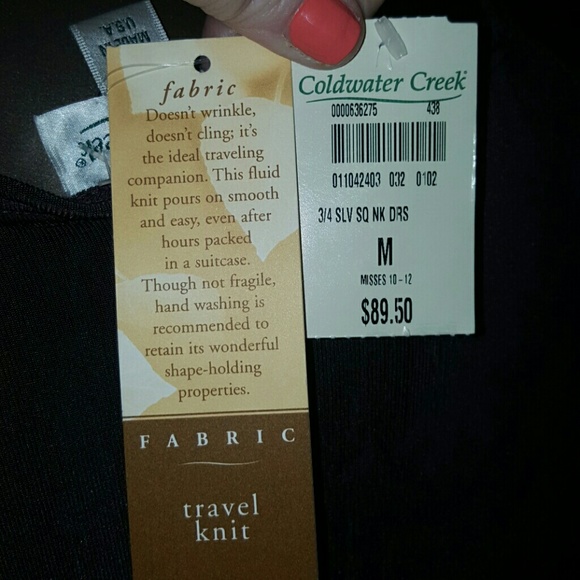 MADE IN
U.S.A.
eek®
fabric
Doesn't wrinkle,
doesn't cling; it's
the ideal traveling
companion. This fluid
knit pours on smooth
and easy, even after
hours packed
in a suitcase.
Though not fragile,
hand washing is
recommended to
retain its wonderful
shape-holding
properties.
FABRIC
travel
knit
Coldwater Creek®
0000636275 438
011042403 032 0102
3/4 SLV SQ NK DRS
M
MISSES 10-12
$89.50